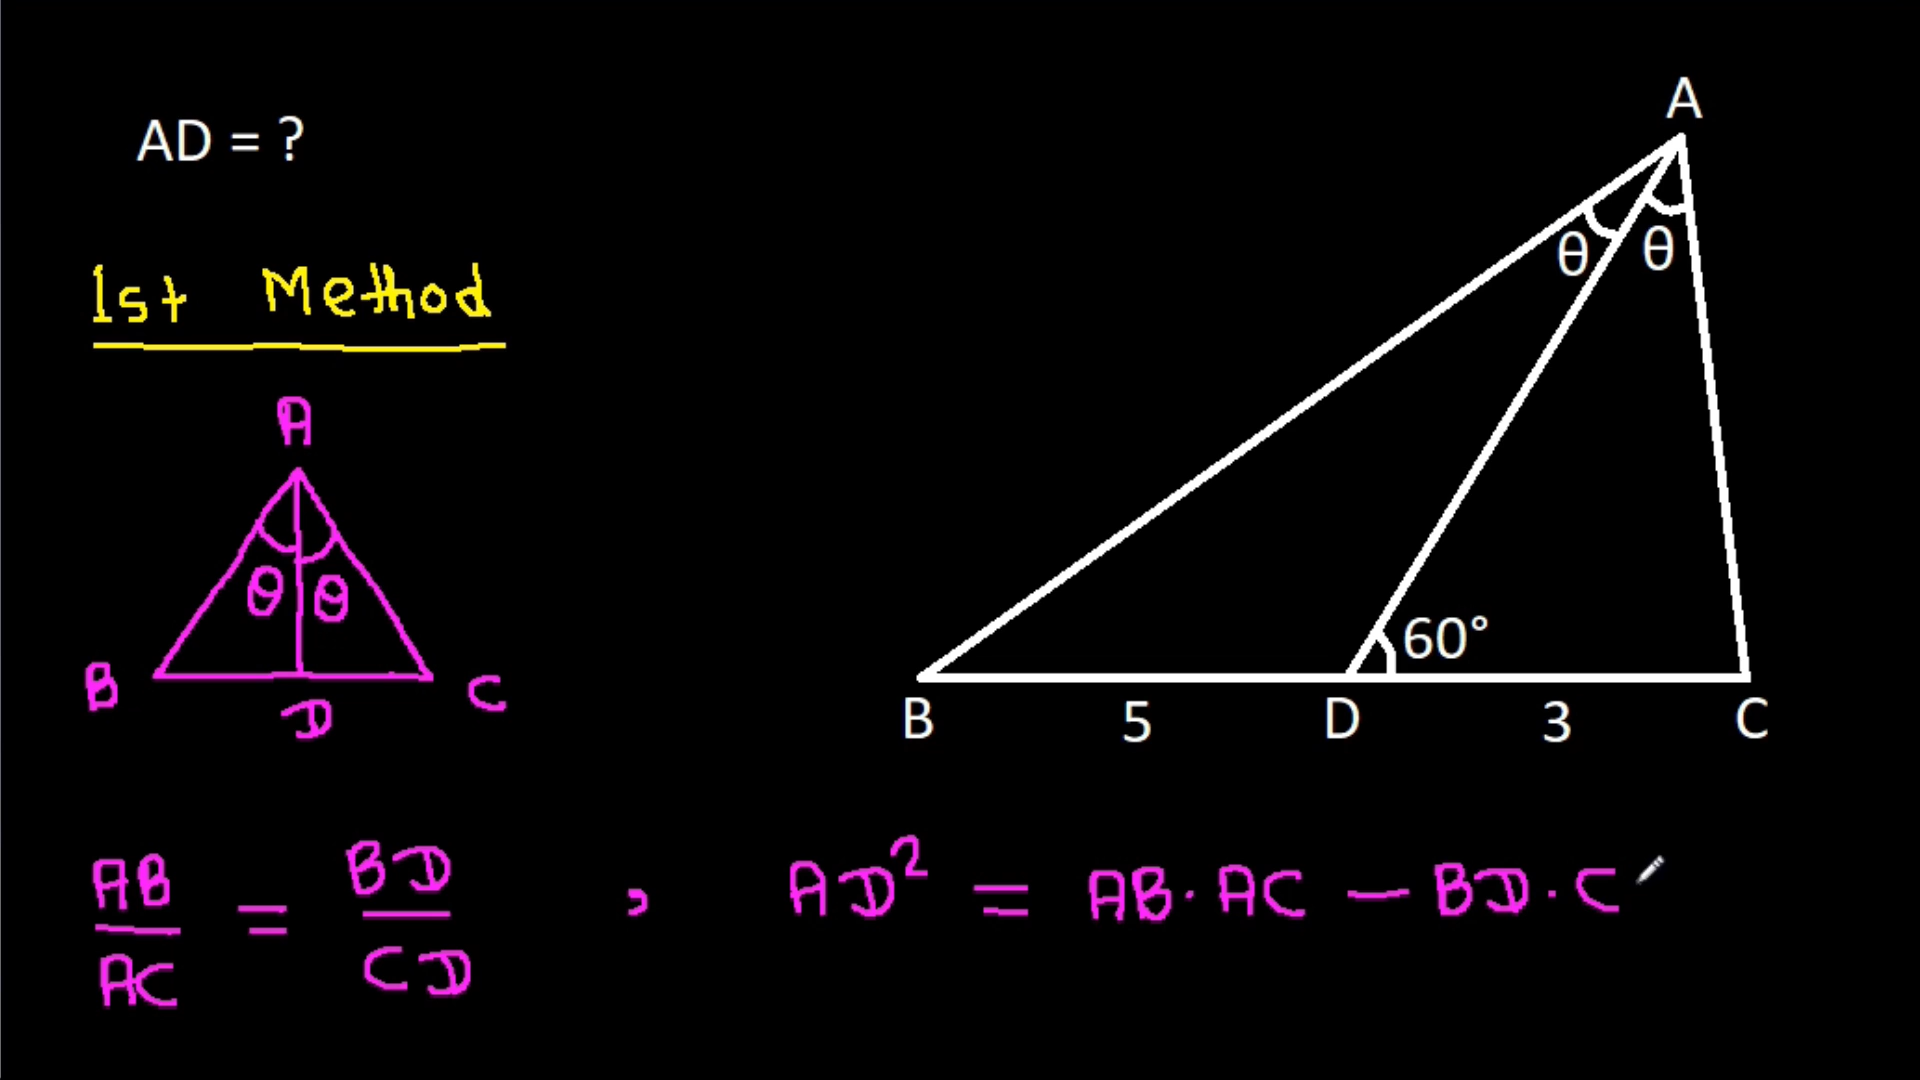 AD = ?
1st Method
A
θ θ
B D C
A
θ θ
60°
B 5 D 3 C
AB/AC = BD/CD , AD² = AB · AC – BD · C